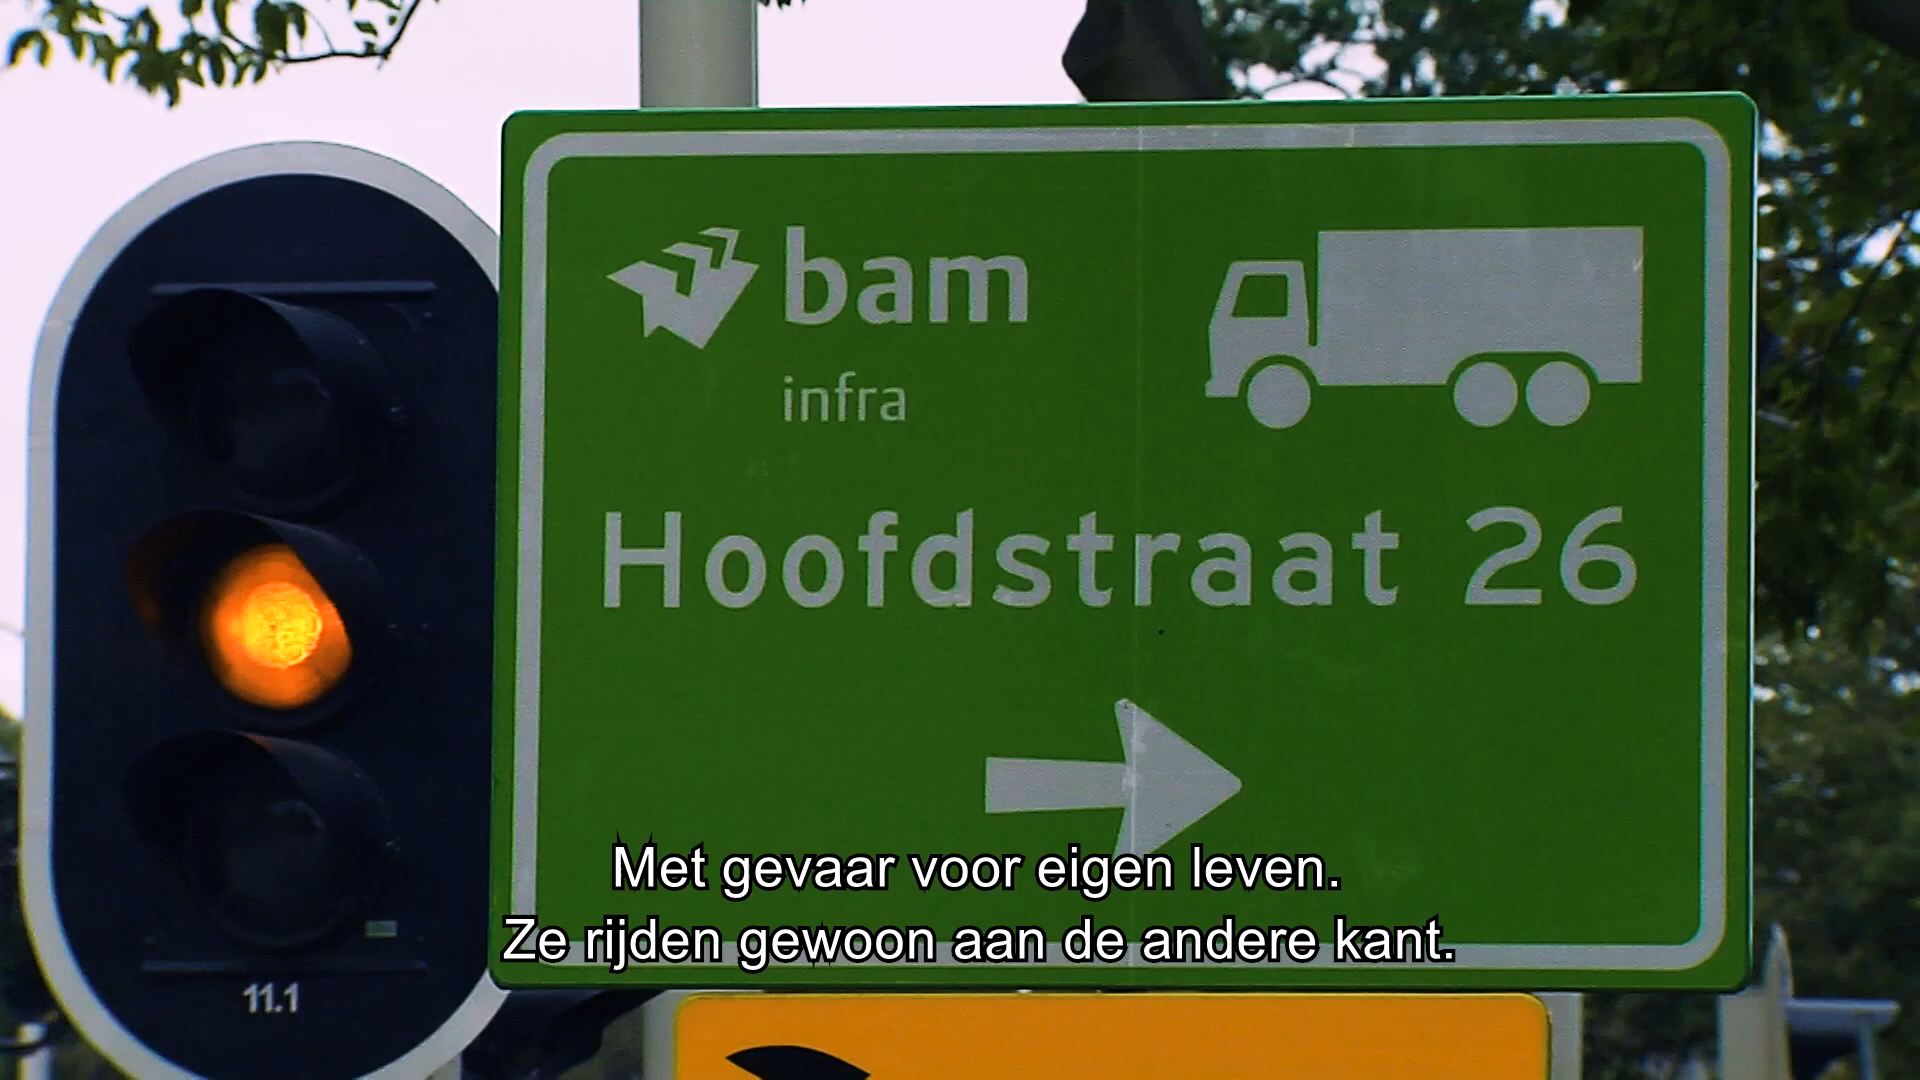 bam
infra
Hoofdstraat 26
11.1
Met gevaar voor eigen leven.
Ze rijden gewoon aan de andere kant.